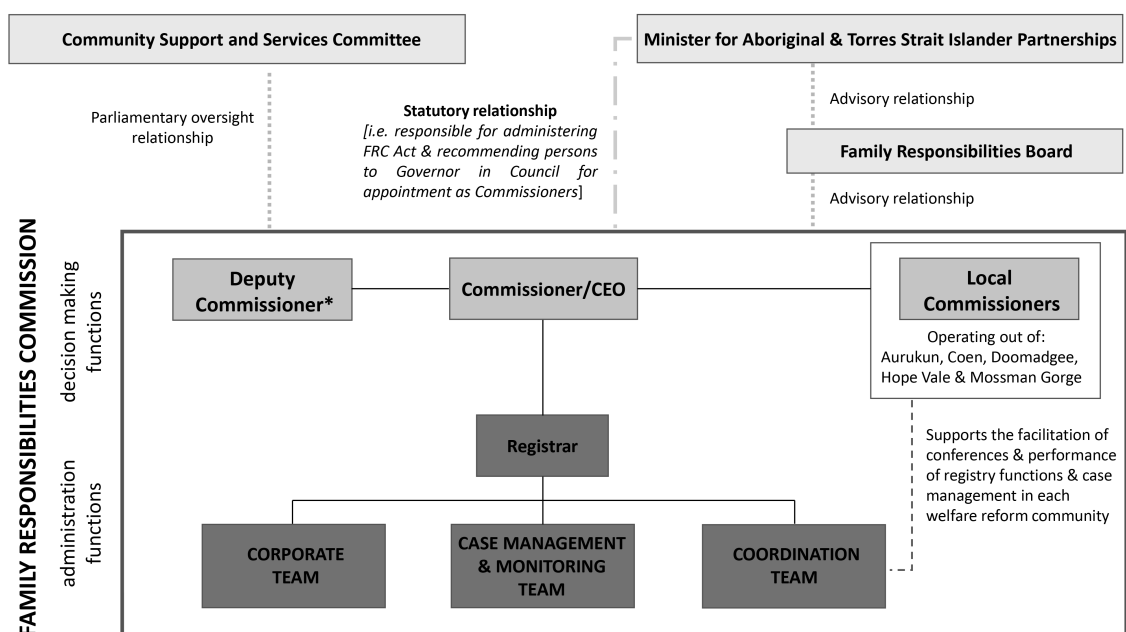 Community Support and Services Committee
Minister for Aboriginal & Torres Strait Islander Partnerships
Parliamentary oversight
relationship
Statutory relationship
[i.e. responsible for administering
FRC Act & recommending persons
to Governor in Council for
appointment as Commissioners]
Advisory relationship
Family Responsibilities Board
Advisory relationship
FAMILY RESPONSIBILITIES COMMISSION
decision making
functions
Deputy
Commissioner*
Commissioner/CEO
Local
Commissioners
Operating out of:
Aurukun, Coen, Doomadgee,
Hope Vale & Mossman Gorge
Registrar
Supports the facilitation of
conferences & performance
of registry functions & case
management in each
welfare reform community
administration
functions
CORPORATE
TEAM
CASE MANAGEMENT
& MONITORING
TEAM
COORDINATION
TEAM